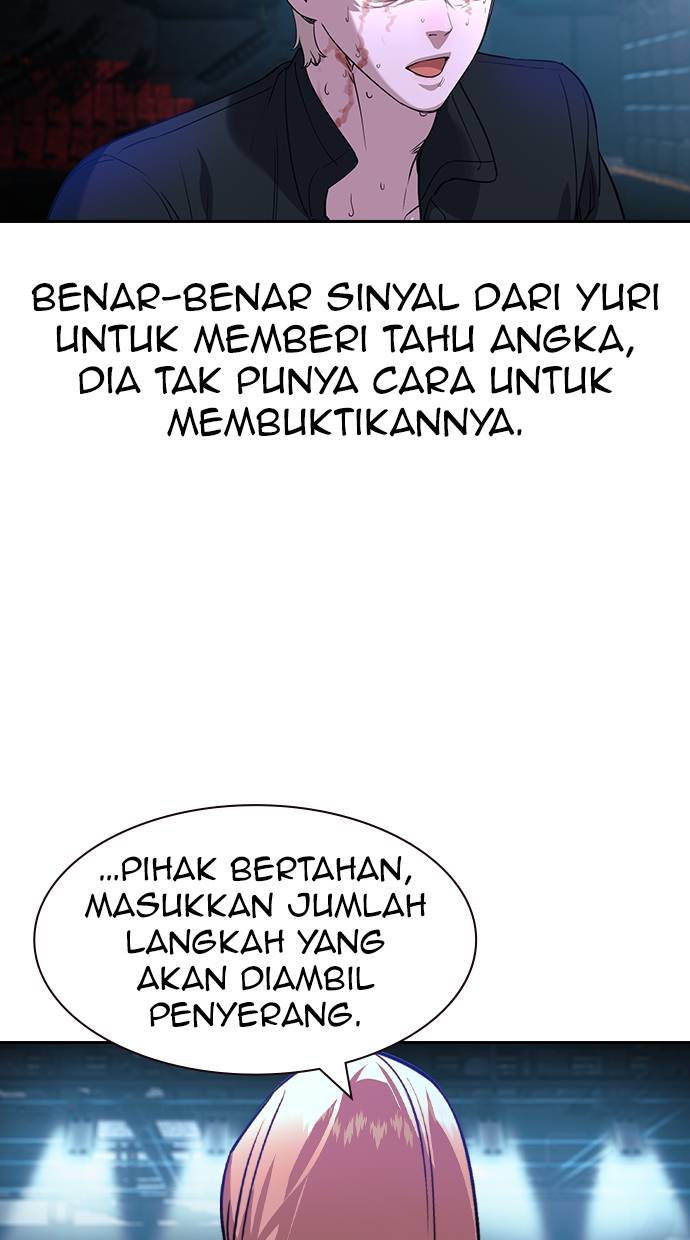 BENAR-BENAR SINYAL DARI YURI
UNTUK MEMBERI TAHU ANGKA,
DIA TAK PUNYA CARA UNTUK
MEMBUKTIKANNYA.
...PIHAK BERTAHAN,
MASUKKAN JUMLAH
LANGKAH YANG
AKAN DIAMBIL
PENYERANG.